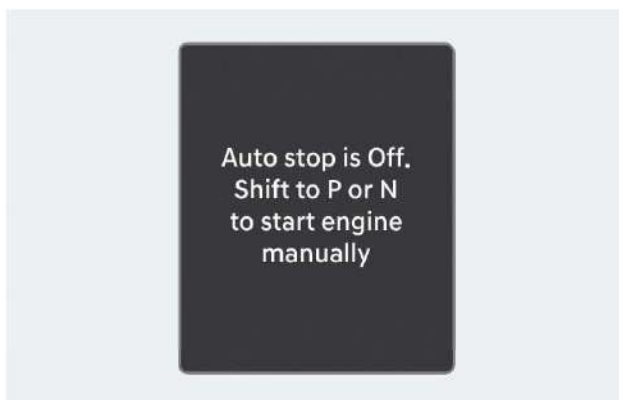 Auto stop is Off.
Shift to P or N
to start engine
manually